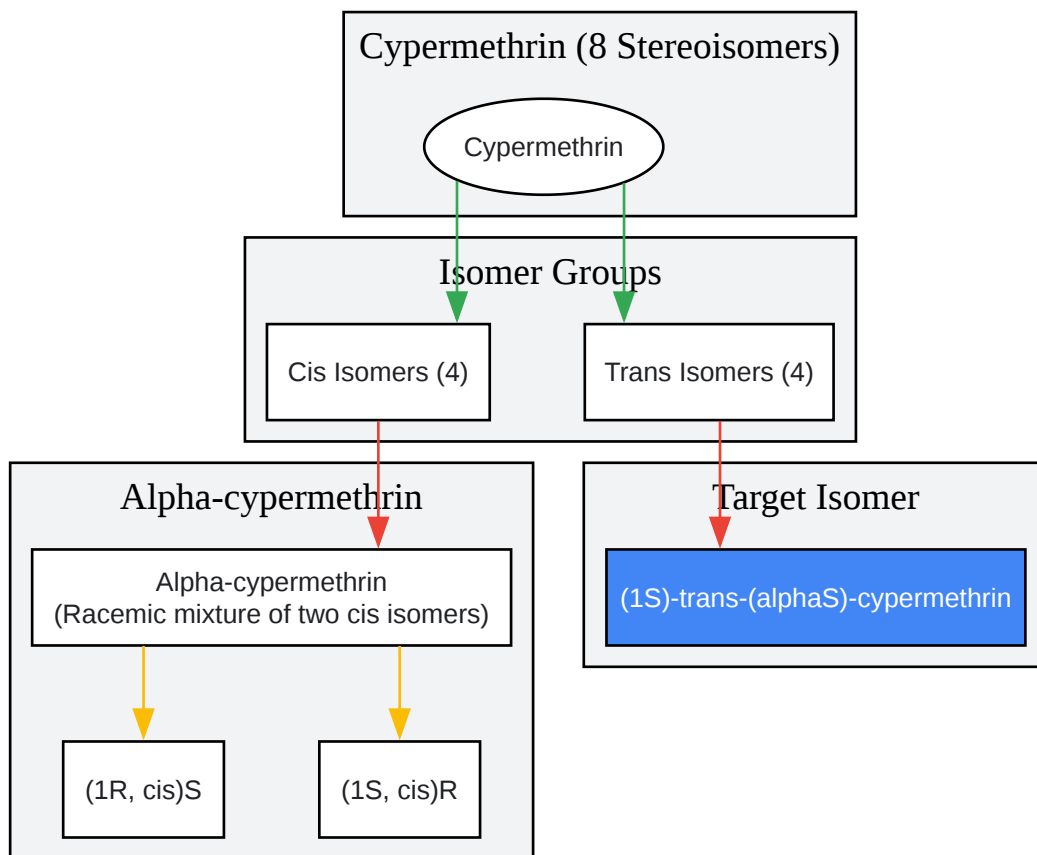 Cypermethrin (8 Stereoisomers)
Cypermethrin
Isomer Groups
Cis Isomers (4)
Trans Isomers (4)
Alpha-cypermethrin
Target Isomer
Alpha-cypermethrin
(Racemic mixture of two cis isomers)
(1S)-trans-(alphaS)-cypermethrin
(1R, cis)S
(1S, cis)R